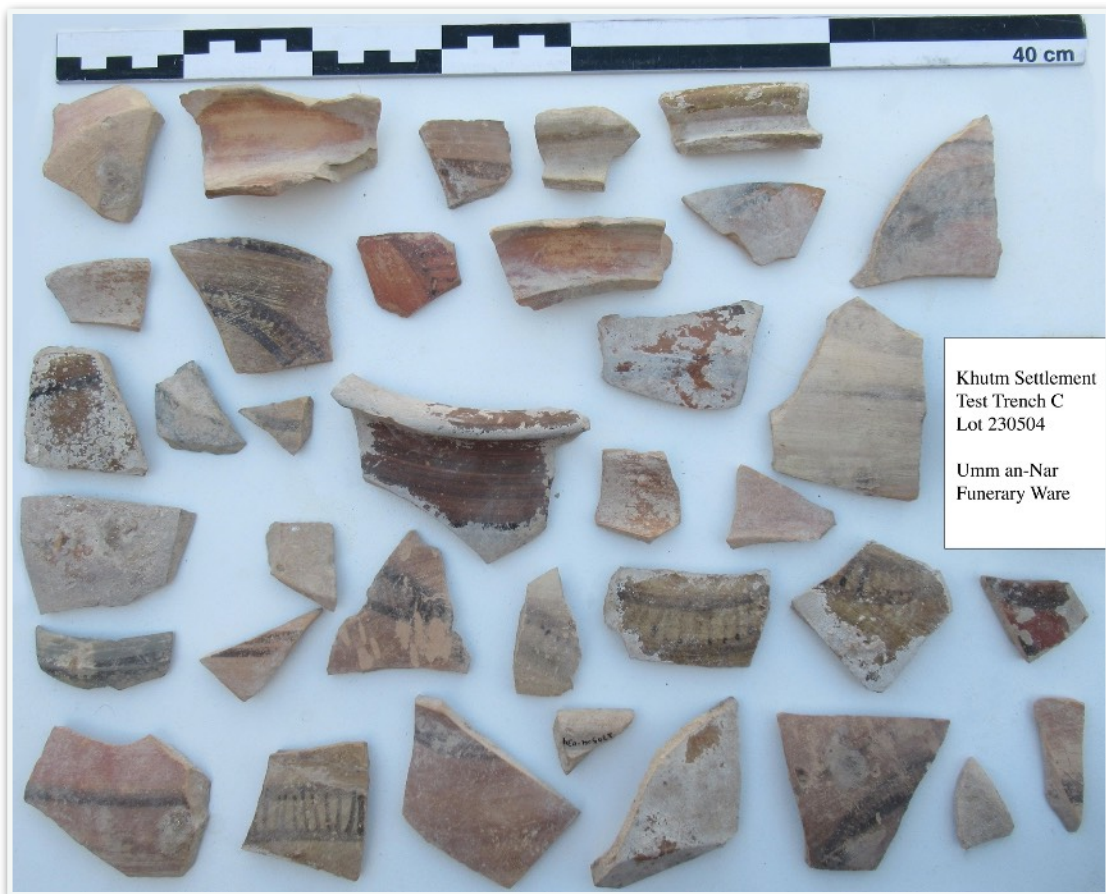 40 cm
Khutm Settlement
Test Trench C
Lot 230504
Umm an-Nar
Funerary Ware